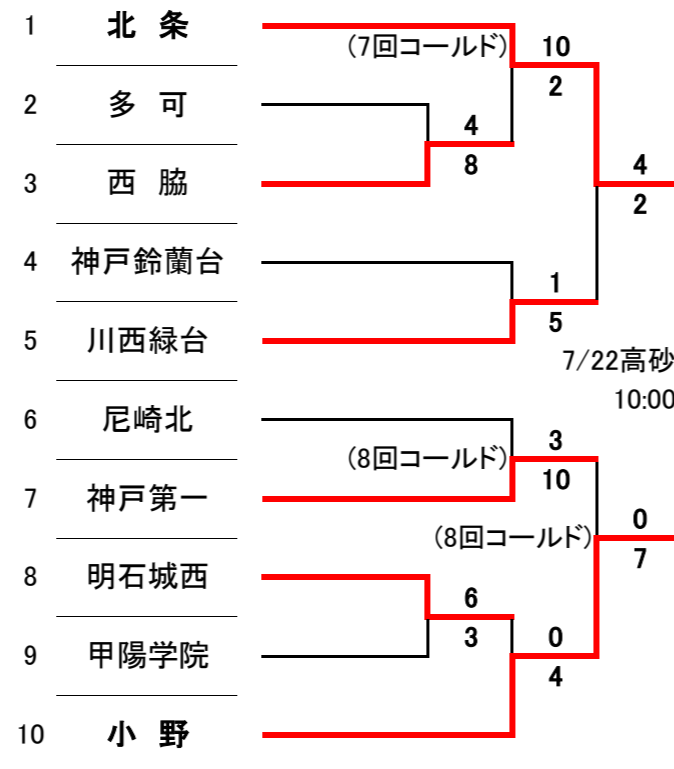 1 北 条
(7回コールド) 10
2
2 多 可
4
8
3 西 脇
4
2
4 神戸鈴蘭台
1
5
5 川西緑台
7/22高砂
10:00
6 尼崎北
3
(8回コールド)
10
7 神戸第一
(8回コールド) 0
7
8 明石城西
6
3
9 甲陽学院
0
4
10 小 野